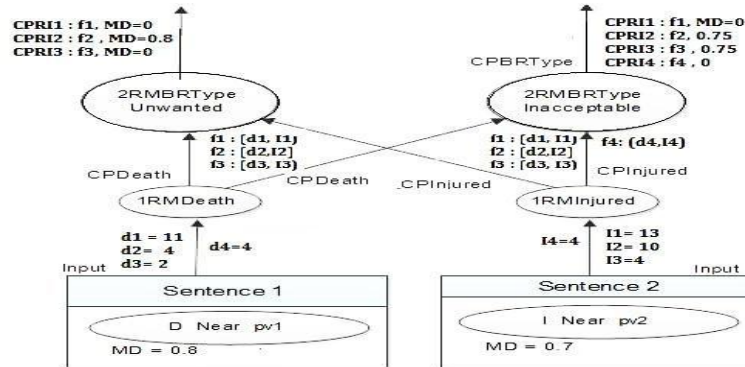 CPRI1 : f1, MD=0
CPRI2 : f2 , MD=0.8
CPRI3 : f3, MD=0
CPRI1 : f1, MD=0
CPRI2 : f2, 0.75
CPRI3 : f3 , 0.75
CPRI4 : f4 , 0
CPBRType
2RMBRType
Unwanted
2RMBRType
Inacceptable
f1 : [d1, I1)
f2 : [d2,I2]
f3 : [d3, I3)
f1 : [d1, I1)
f2 : [d2,I2]
f3 : [d3, I3)
f4: (d4,I4)
CPDeath
CPDeath
CPInjured
CPInjured
1RMDeath
1RMInjured
d1 = 11
d2= 4
d3= 2
d4=4
I4=4
I1= 13
I2= 10
I3=4
Input
Input
Sentence 1
Sentence 2
D Near pv1
I Near pv2
MD = 0.8
MD = 0.7